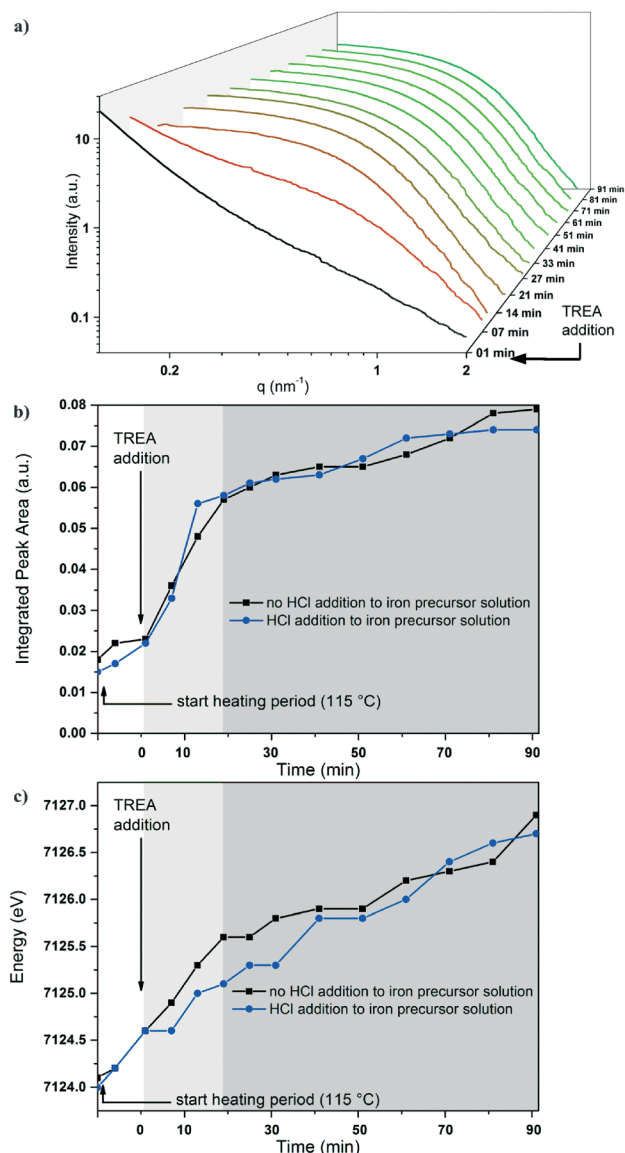 a)
Intensity (a.u.)
10
1
0.1
0.2
1
2
q (nm⁻¹)
91 min
81 min
71 min
61 min
51 min
41 min
33 min
27 min
21 min
14 min
07 min
01 min
TREA
addition
b)
Integrated Peak Area (a.u.)
0.08
0.07
0.06
0.05
0.04
0.03
0.02
0.01
0.00
TREA
addition
no HCl addition to iron precursor solution
HCl addition to iron precursor solution
start heating period (115 °C)
0 10 30 50 70 90
Time (min)
c)
Energy (eV)
7127.0
7126.5
7126.0
7125.5
7125.0
7124.5
7124.0
TREA
addition
no HCl addition to iron precursor solution
HCl addition to iron precursor solution
start heating period (115 °C)
0 10 30 50 70 90
Time (min)